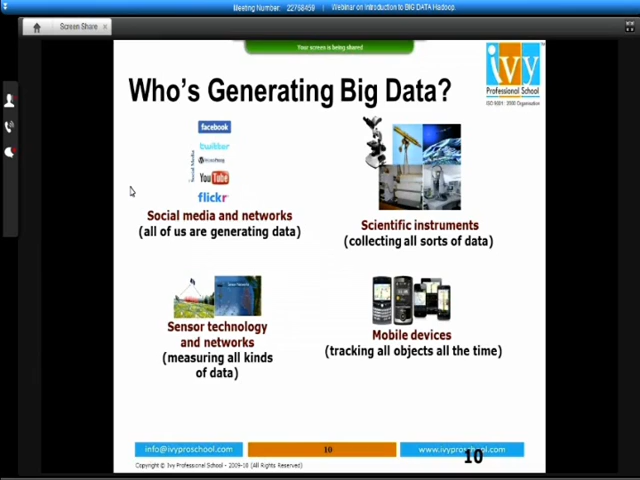 Meeting Number: 22758459 | Webinar on Introduction to BIG DATA Hadoop.
Screen Share ×
Your screen is being shared
Who's Generating Big Data?
ivy
Professional School
ISO 9001: 2000 Organisation
facebook
twitter
WordPress
YouTube
flickr
Social Media
Social media and networks
(all of us are generating data)
Scientific instruments
(collecting all sorts of data)
Sensor technology
and networks
(measuring all kinds
of data)
Mobile devices
(tracking all objects all the time)
info@ivyproschool.com
10
www.ivyproschool.com
10
Copyright © Ivy Professional School - 2009-10 (All Rights Reserved)